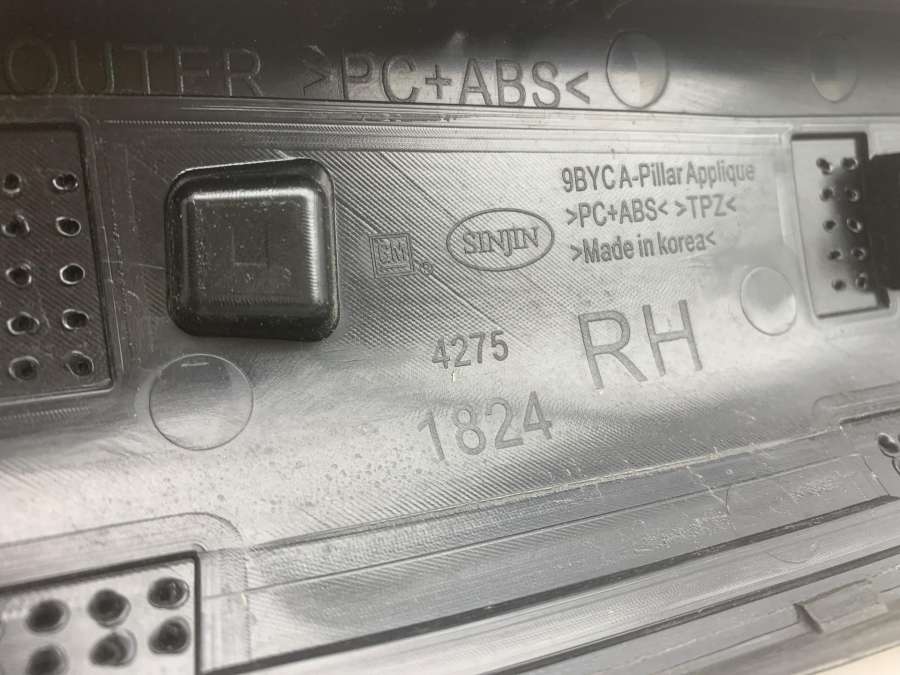 OUTER >PC+ABS<
9BYC A-Pillar Applique
>PC+ABS< >TPZ<
>Made in korea<
GM
®
SINJIN
4275
1824
RH